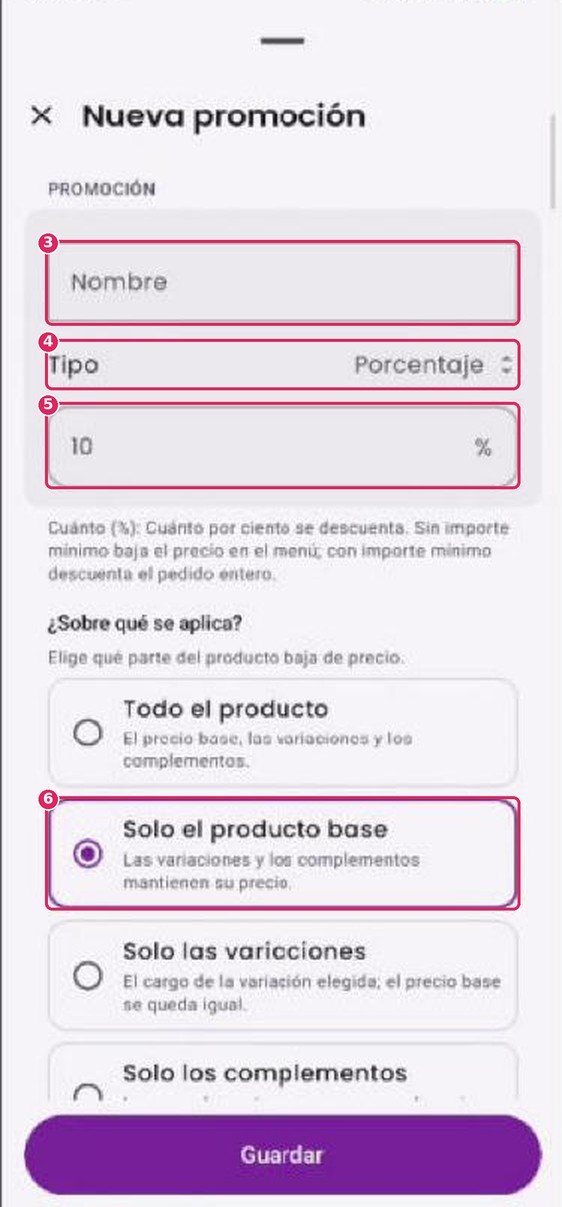 Nueva promoción
PROMOCIÓN
3
Nombre
4
Tipo Porcentaje
5
10 %
Cuánto (%): Cuánto por ciento se descuenta. Sin importe
mínimo baja el precio en el menú; con importe mínimo
descuenta el pedido entero.
¿Sobre qué se aplica?
Elige qué parte del producto baja de precio.
Todo el producto
El precio base, las variaciones y los
complementos.
6
Solo el producto base
Las variaciones y los complementos
mantienen su precio.
Solo las varicciones
El cargo de la variación elegida; el precio base
se queda igual.
Solo los complementos
Guardar